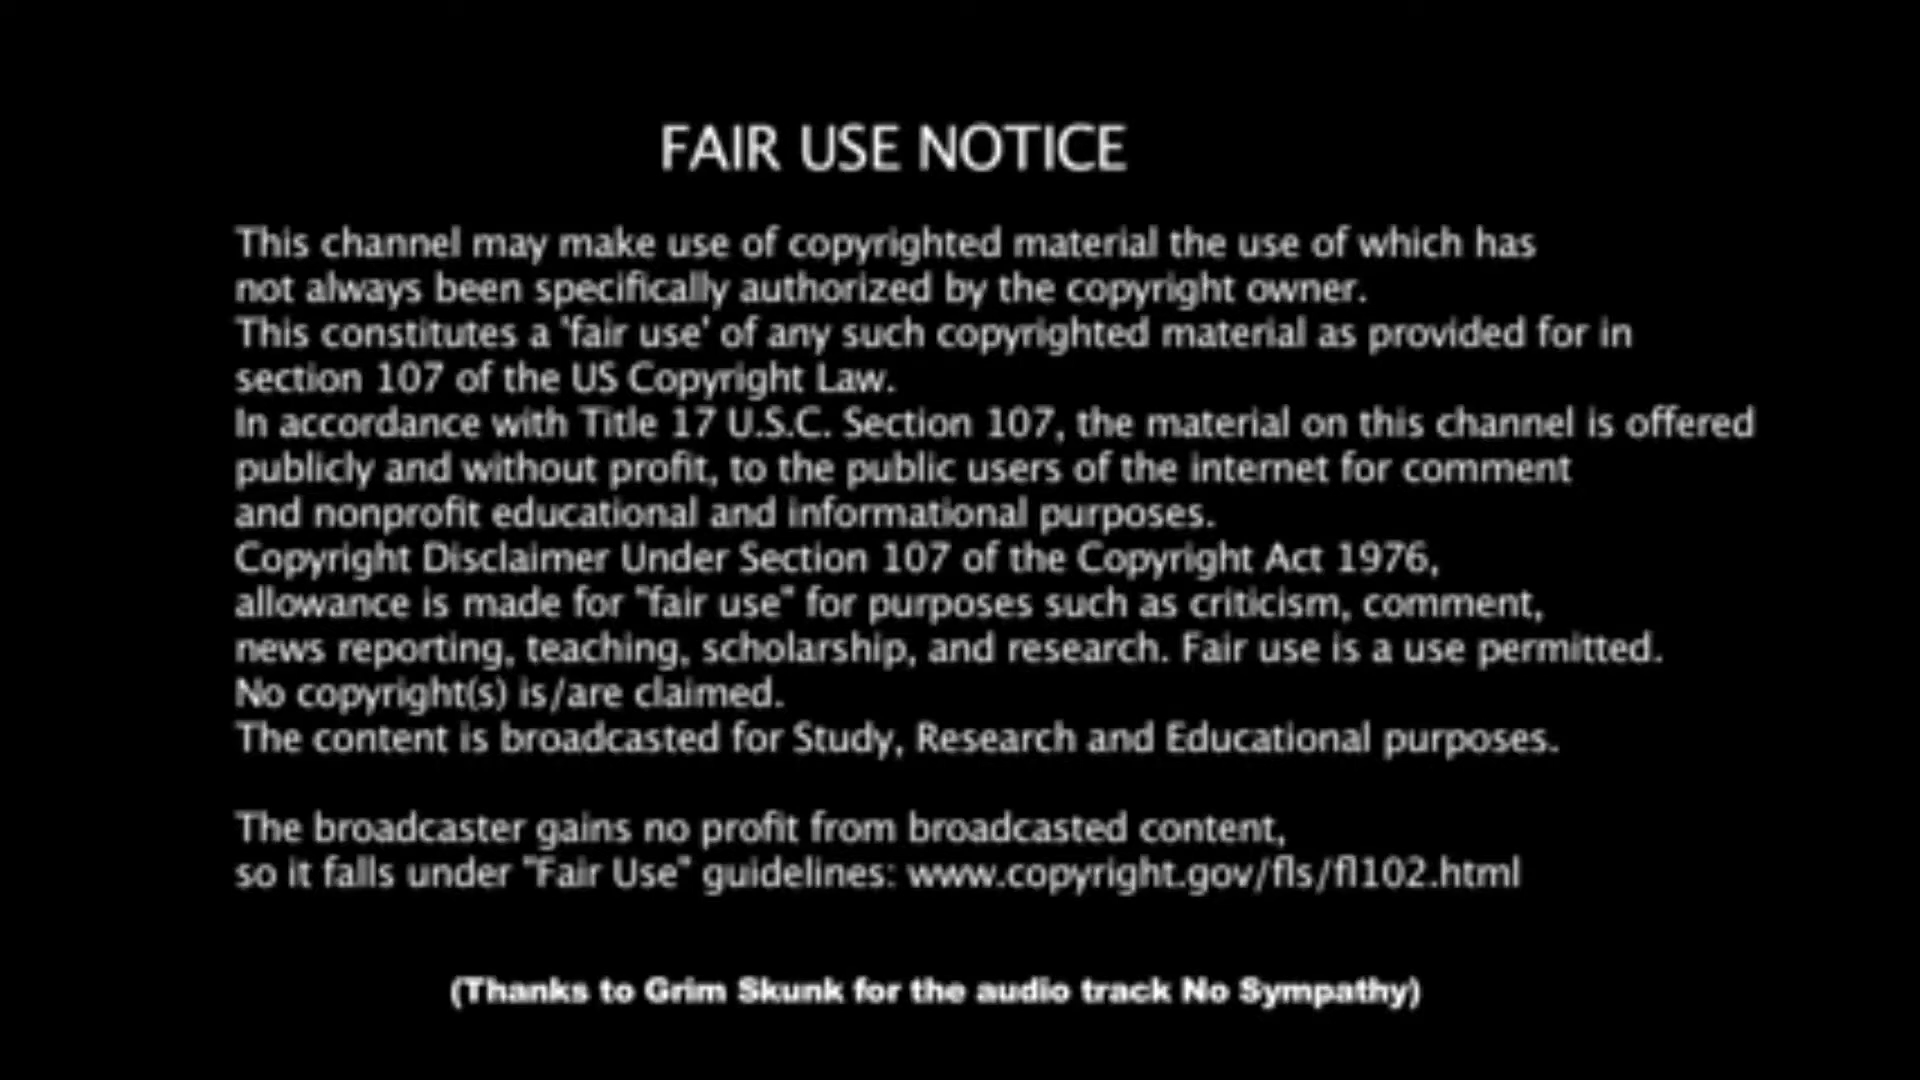 FAIR USE NOTICE
This channel may make use of copyrighted material the use of which has
not always been specifically authorized by the copyright owner.
This constitutes a 'fair use' of any such copyrighted material as provided for in
section 107 of the US Copyright Law.
In accordance with Title 17 U.S.C. Section 107, the material on this channel is offered
publicly and without profit, to the public users of the internet for comment
and nonprofit educational and informational purposes.
Copyright Disclaimer Under Section 107 of the Copyright Act 1976,
allowance is made for "fair use" for purposes such as criticism, comment,
news reporting, teaching, scholarship, and research. Fair use is a use permitted.
No copyright(s) is/are claimed.
The content is broadcasted for Study, Research and Educational purposes.
The broadcaster gains no profit from broadcasted content,
so it falls under "Fair Use" guidelines: www.copyright.gov/fls/fl102.html
(Thanks to Grim Skunk for the audio track No Sympathy)